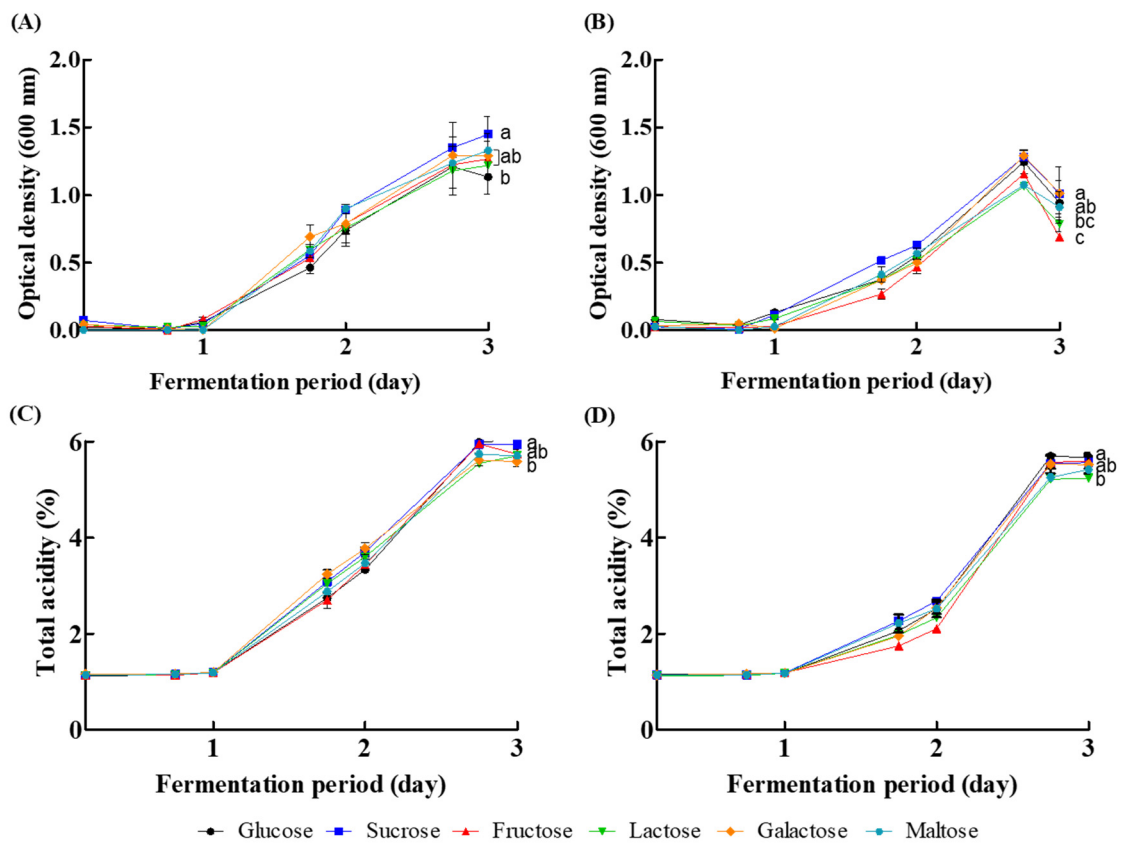 (A)
Optical density (600 nm)
2.0
1.5
1.0
0.5
0.0
1 2 3
a
ab
b
Fermentation period (day)
(B)
Optical density (600 nm)
2.0
1.5
1.0
0.5
0.0
1 2 3
a
ab
bc
c
Fermentation period (day)
(C)
Total acidity (%)
6
4
2
0
1 2 3
a
ab
b
Fermentation period (day)
(D)
Total acidity (%)
6
4
2
0
1 2 3
a
ab
b
Fermentation period (day)
Glucose Sucrose Fructose Lactose Galactose Maltose